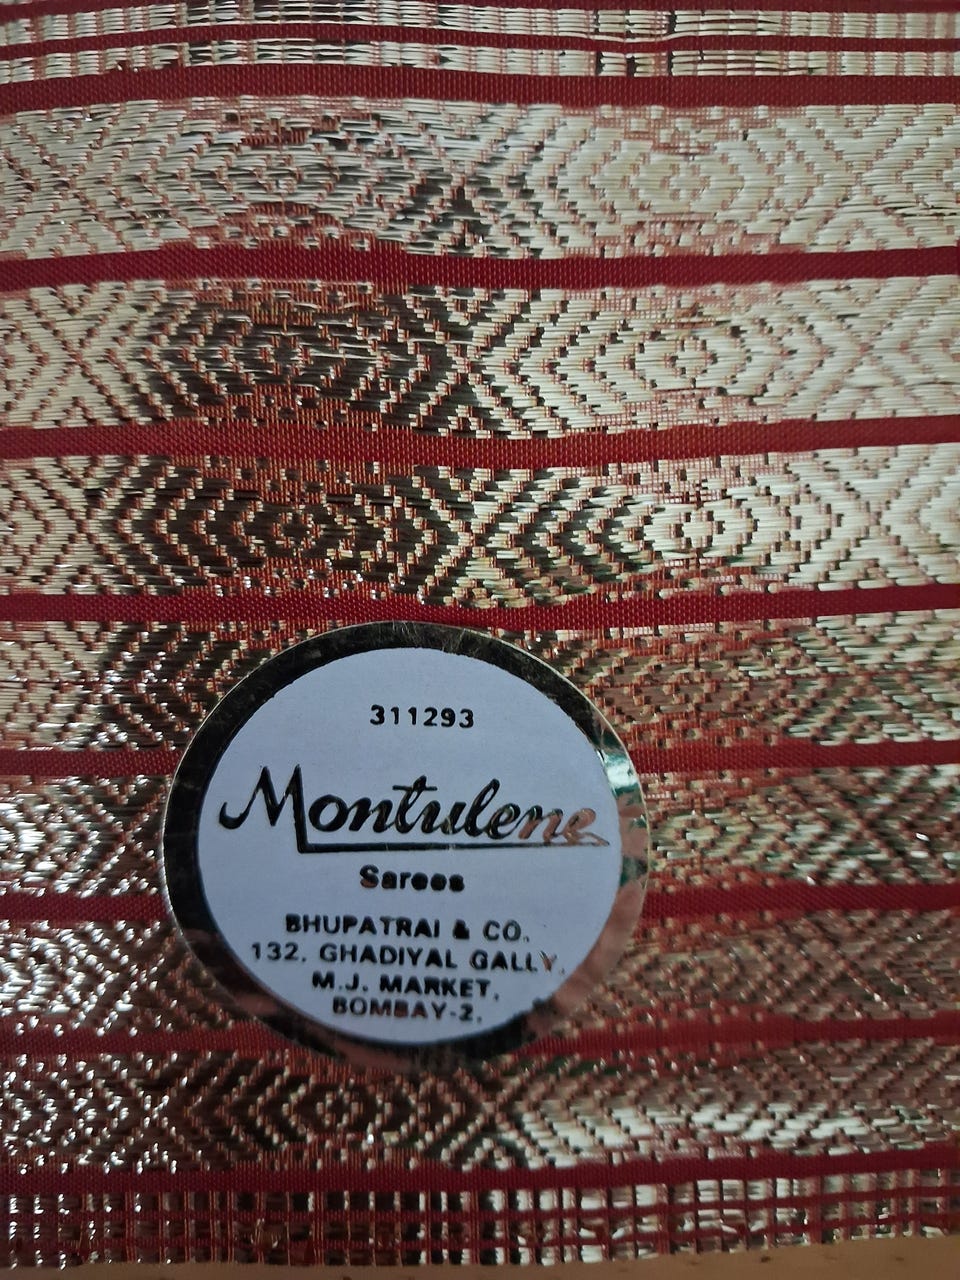 311293
Montulene
Sarees
BHUPATRAI & CO.
132, GHADIYAL GALLY,
M.J. MARKET,
BOMBAY-2.